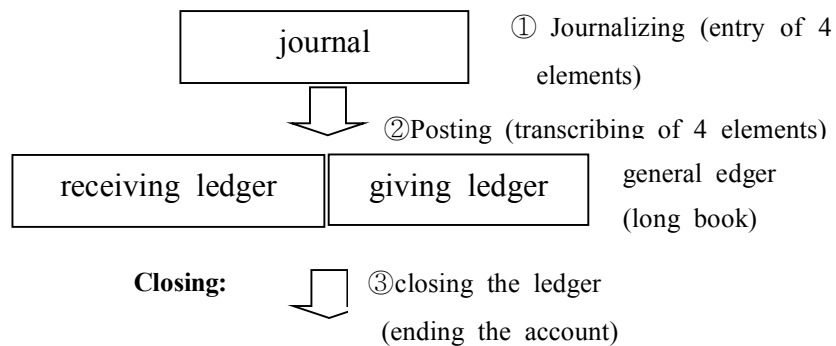 journal
① Journalizing (entry of 4
elements)
②Posting (transcribing of 4 elements)
receiving ledger
giving ledger
general edger
(long book)
Closing:
③closing the ledger
(ending the account)